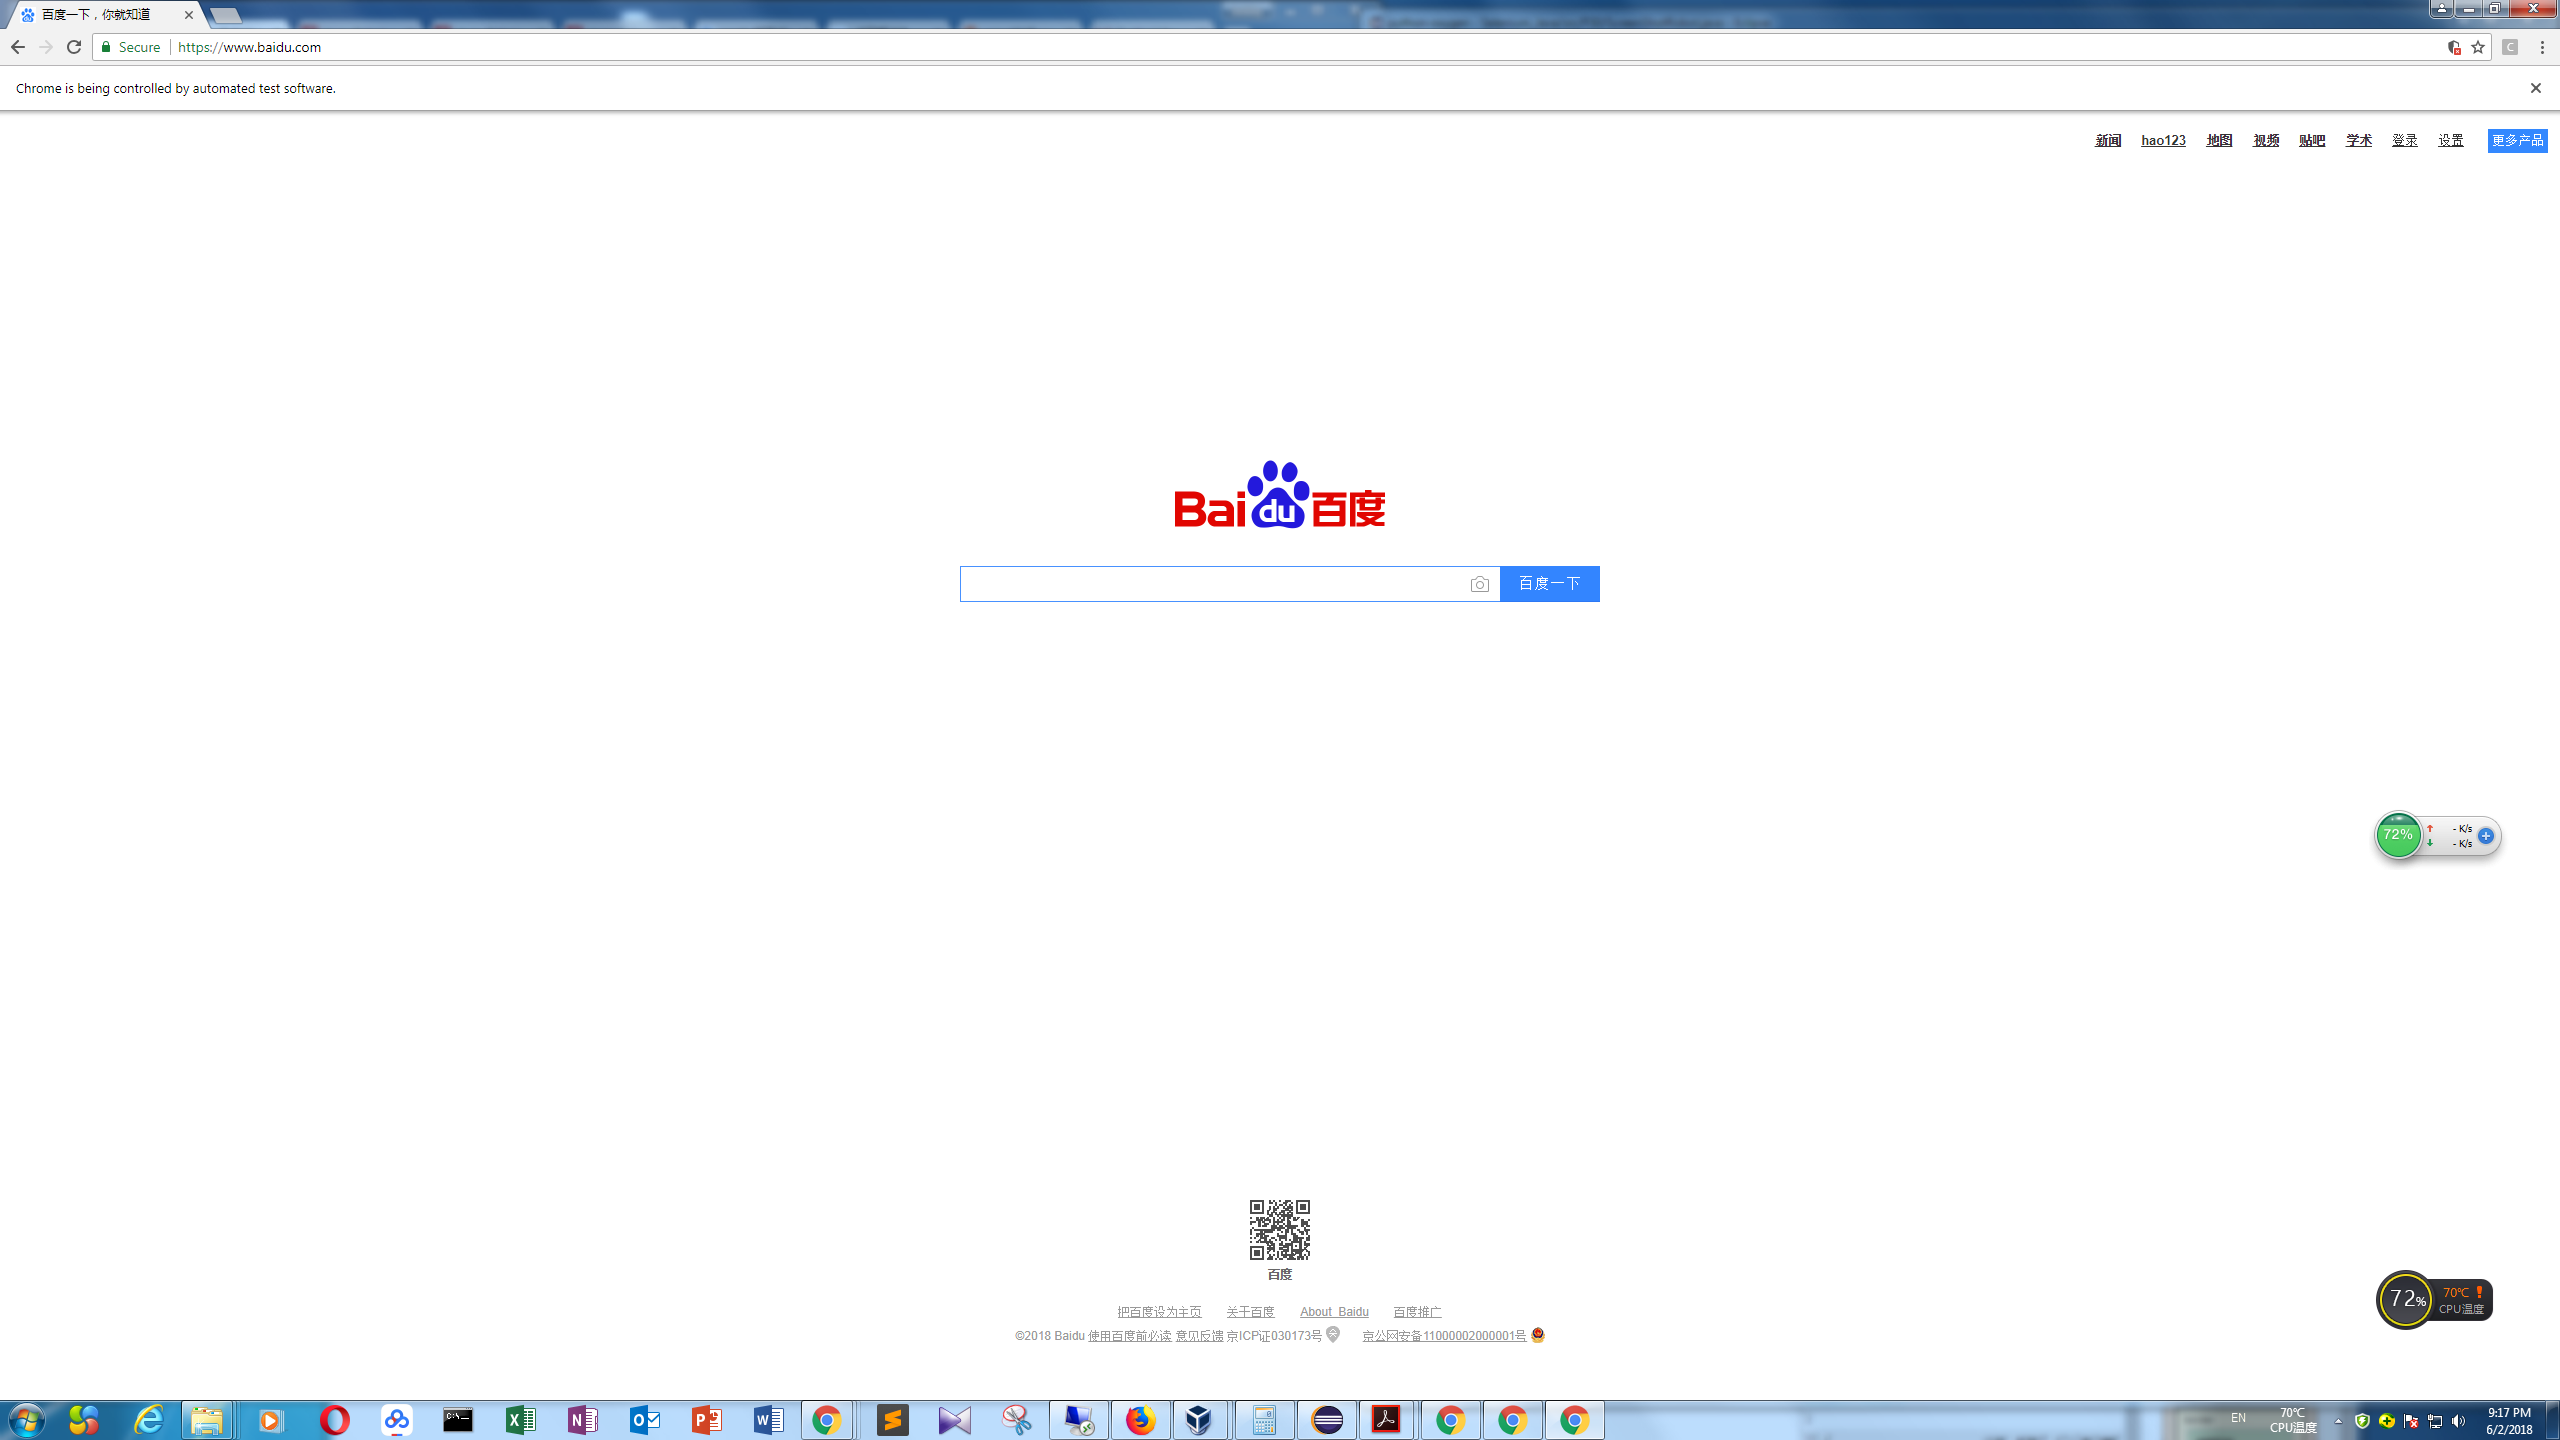 百度一下，你就知道
Secure https://www.baidu.com
C
Chrome is being controlled by automated test software.
新闻 hao123 地图 视频 贴吧 学术 登录 设置 更多产品
Bai du 百度
百度一下
72% - K/s
- K/s
百度
72% 70℃
CPU温度
把百度设为主页 关于百度 About Baidu 百度推广
©2018 Baidu 使用百度前必读 意见反馈 京ICP证030173号 京公网安备11000002000001号
EN 70℃ 9:17 PM
CPU温度 6/2/2018